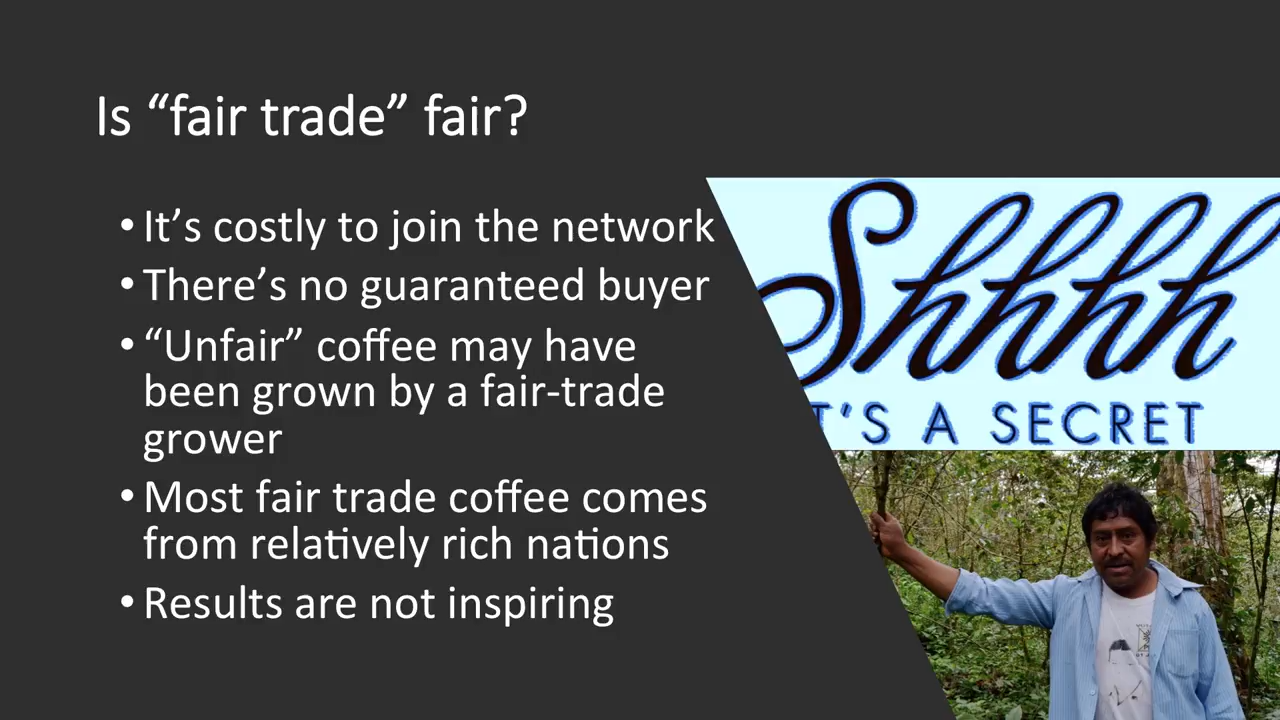 Is “fair trade” fair?
•It’s costly to join the network
•There’s no guaranteed buyer
•“Unfair” coffee may have
been grown by a fair-trade
grower
•Most fair trade coffee comes
from relatively rich nations
•Results are not inspiring
Shhhh
T’S A SECRET